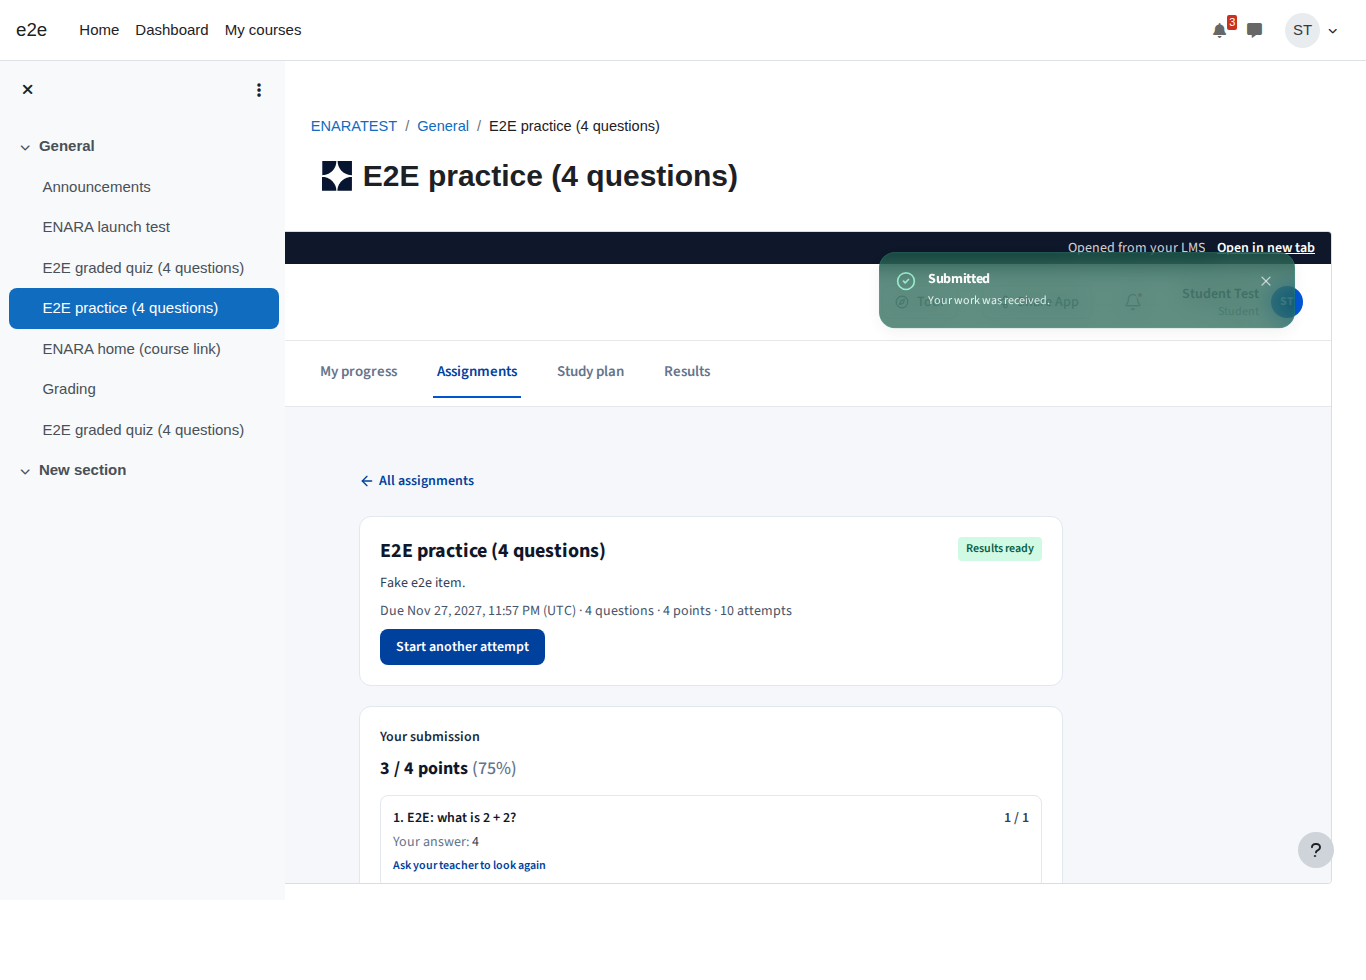 e2e
Home
Dashboard
My courses
3
ST
General
Announcements
ENARA launch test
E2E graded quiz (4 questions)
E2E practice (4 questions)
ENARA home (course link)
Grading
E2E graded quiz (4 questions)
New section
ENARATEST / General / E2E practice (4 questions)
E2E practice (4 questions)
Opened from your LMS Open in new tab
Submitted
Your work was received.
App
Student Test
Student
ST
My progress
Assignments
Study plan
Results
All assignments
E2E practice (4 questions)
Results ready
Fake e2e item.
Due Nov 27, 2027, 11:57 PM (UTC) · 4 questions · 4 points · 10 attempts
Start another attempt
Your submission
3 / 4 points (75%)
1. E2E: what is 2 + 2?
1 / 1
Your answer: 4
Ask your teacher to look again
?